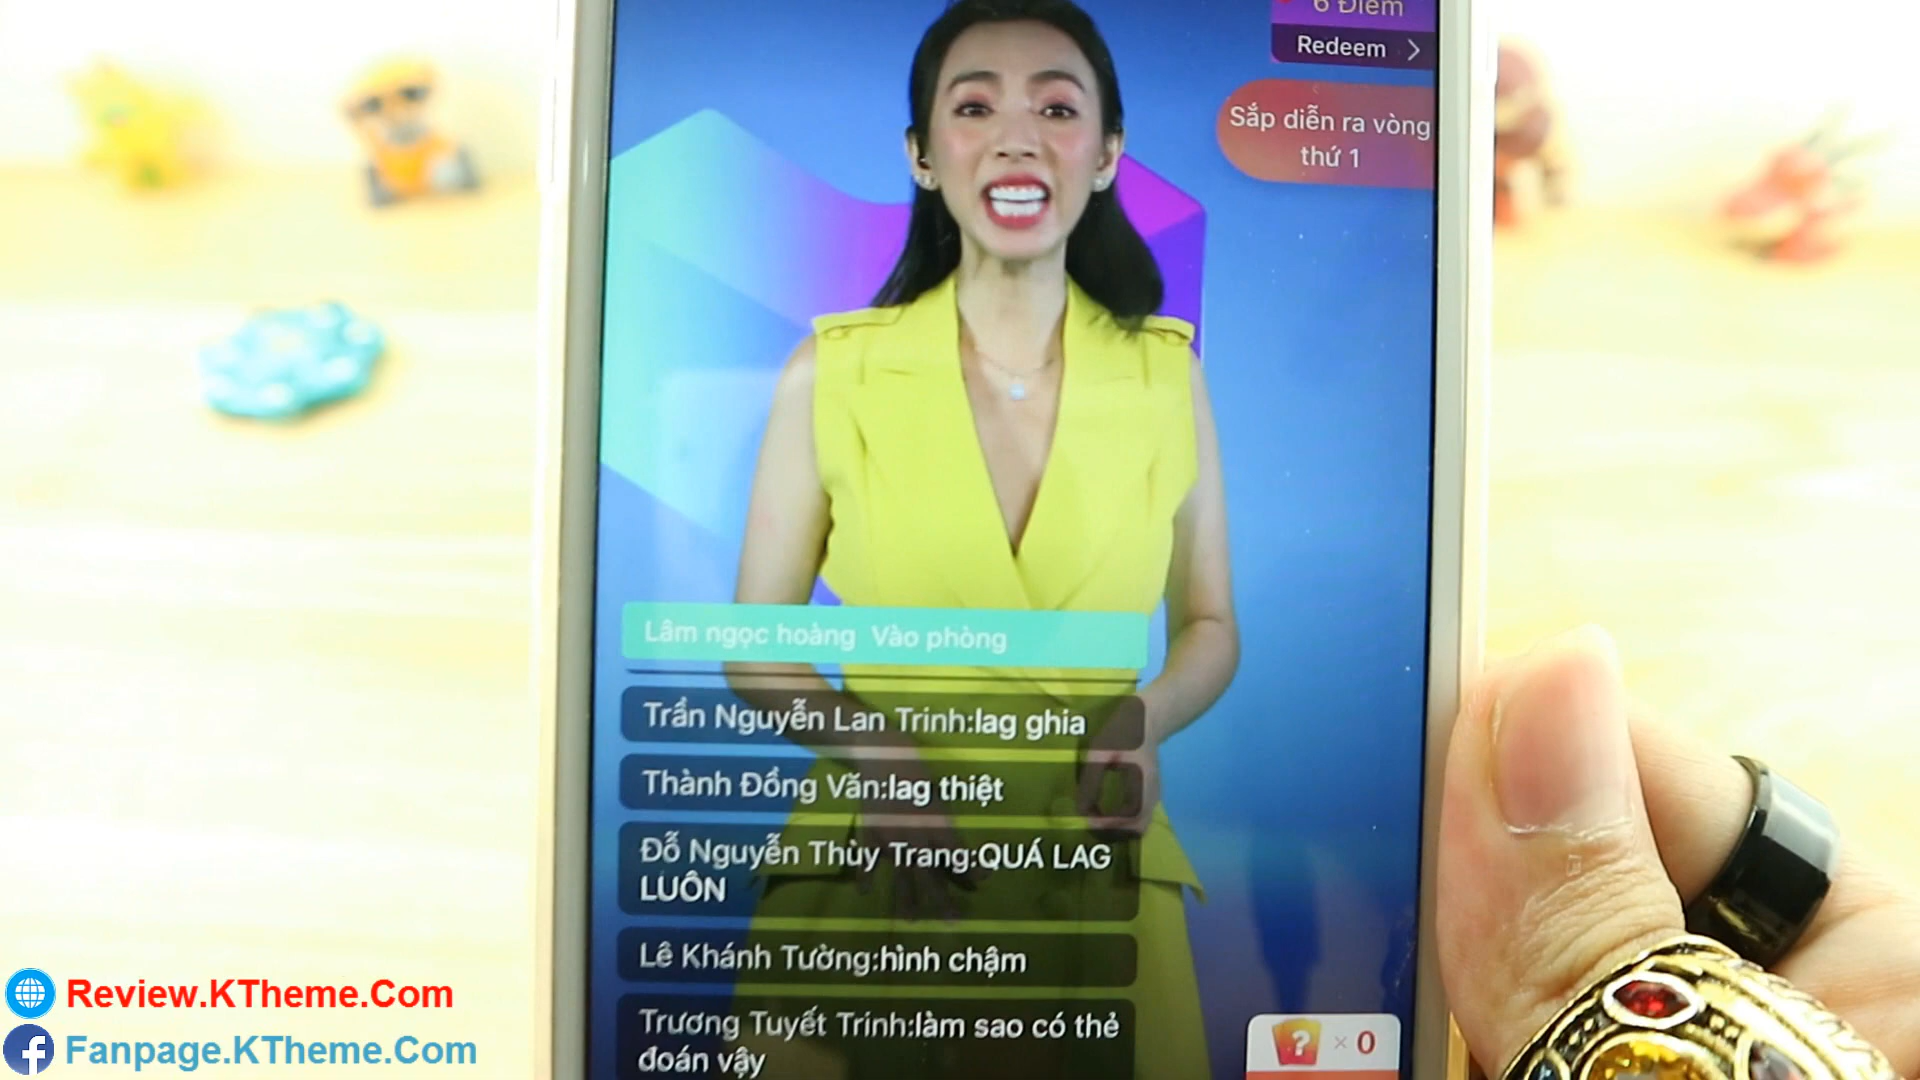 6 Điểm
Redeem
Sắp diễn ra vòng
thứ 1
Lâm ngọc hoàng Vào phòng
Trần Nguyễn Lan Trinh:lag ghia
Thành Đồng Văn:lag thiệt
Đỗ Nguyễn Thùy Trang:QUÁ LAG
LUÔN
Lê Khánh Tường:hình chậm
Trương Tuyết Trinh:làm sao có thẻ
đoán vậy
? × 0
Review.KTheme.Com
f Fanpage.KTheme.Com